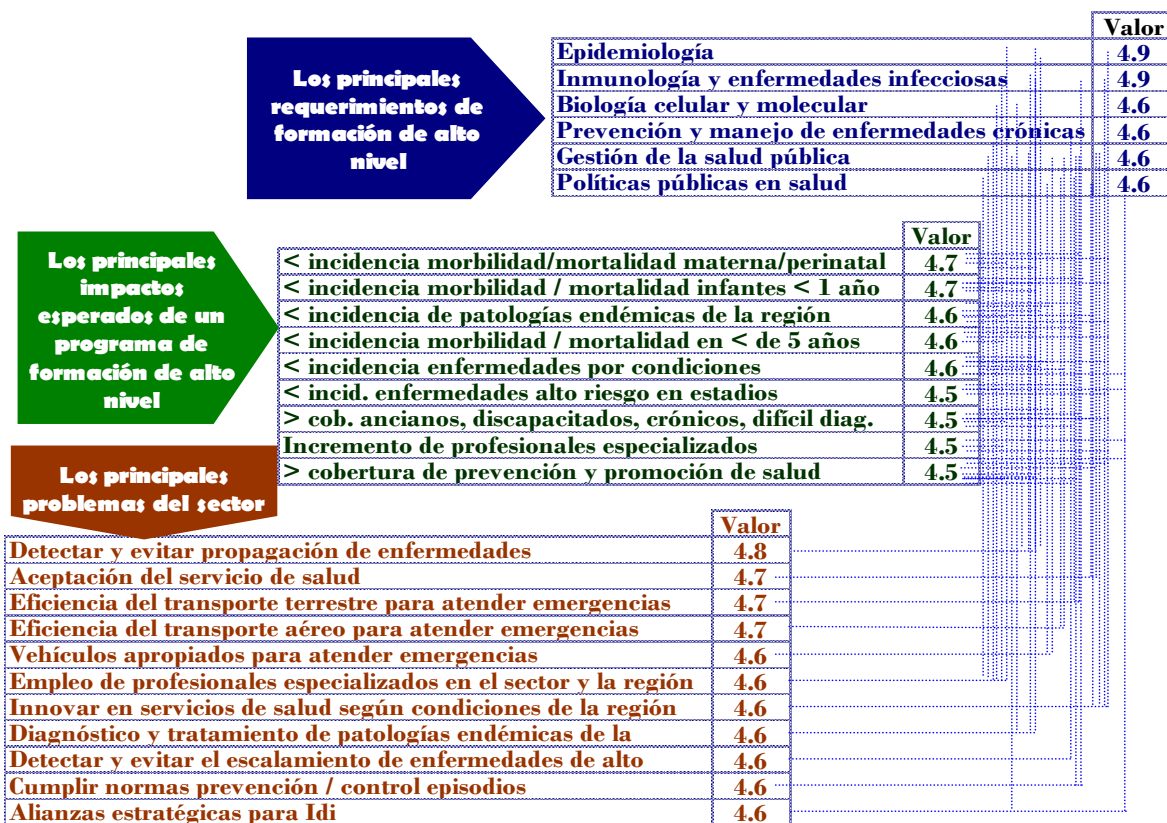 Valor
Los principales
requerimientos de
formación de alto
nivel
Epidemiología 4.9
Inmunología y enfermedades infecciosas 4.9
Biología celular y molecular 4.6
Prevención y manejo de enfermedades crónicas 4.6
Gestión de la salud pública 4.6
Políticas públicas en salud 4.6
Los principales
impactos
esperados de un
programa de
formación de alto
nivel
Valor
< incidencia morbilidad/mortalidad materna/perinatal 4.7
< incidencia morbilidad / mortalidad infantes < 1 año 4.7
< incidencia de patologías endémicas de la región 4.6
< incidencia morbilidad / mortalidad en < de 5 años 4.6
< incidencia enfermedades por condiciones 4.6
< incid. enfermedades alto riesgo en estadios 4.5
> cob. ancianos, discapacitados, crónicos, difícil diag. 4.5
Incremento de profesionales especializados 4.5
> cobertura de prevención y promoción de salud 4.5
Los principales
problemas del sector
Valor
Detectar y evitar propagación de enfermedades 4.8
Aceptación del servicio de salud 4.7
Eficiencia del transporte terrestre para atender emergencias 4.7
Eficiencia del transporte aéreo para atender emergencias 4.7
Vehículos apropiados para atender emergencias 4.6
Empleo de profesionales especializados en el sector y la región 4.6
Innovar en servicios de salud según condiciones de la región 4.6
Diagnóstico y tratamiento de patologías endémicas de la 4.6
Detectar y evitar el escalamiento de enfermedades de alto 4.6
Cumplir normas prevención / control episodios 4.6
Alianzas estratégicas para Idi 4.6